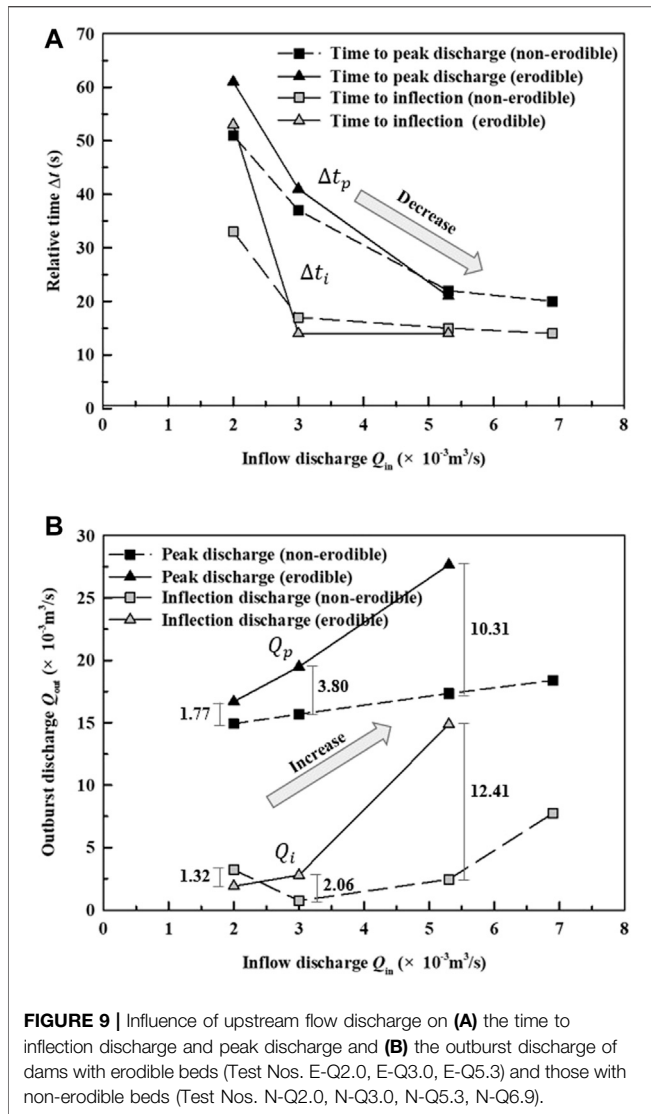 A
Time to peak discharge (non-erodible)
Time to peak discharge (erodible)
Time to inflection (non-erodible)
Time to inflection (erodible)
70
60
50
40
30
20
10
0
Relative time Δt (s)
Δt_p
Decrease
Δt_i
0 1 2 3 4 5 6 7 8
Inflow discharge Q_in (× 10⁻³m³/s)
B
Peak discharge (non-erodible)
Peak discharge (erodible)
Inflection discharge (non-erodible)
Inflection discharge (erodible)
30
25
20
15
10
5
0
Outburst discharge Q_out (× 10⁻³m³/s)
Q_p
10.31
3.80
1.77
Increase
12.41
Q_i
1.32
2.06
0 1 2 3 4 5 6 7 8
Inflow discharge Q_in (× 10⁻³m³/s)
FIGURE 9 | Influence of upstream flow discharge on (A) the time to
inflection discharge and peak discharge and (B) the outburst discharge of
dams with erodible beds (Test Nos. E-Q2.0, E-Q3.0, E-Q5.3) and those with
non-erodible beds (Test Nos. N-Q2.0, N-Q3.0, N-Q5.3, N-Q6.9).